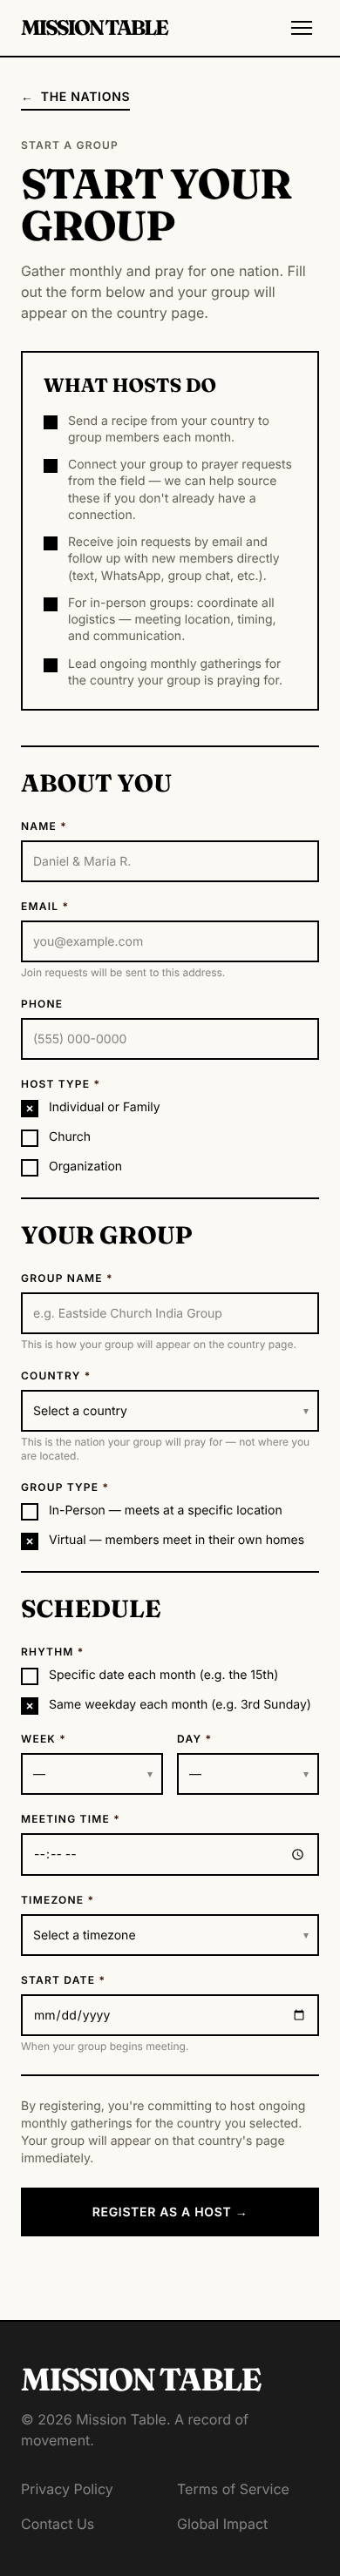 MISSION TABLE
← THE NATIONS
START A GROUP
START YOUR
GROUP
Gather monthly and pray for one nation. Fill
out the form below and your group will
appear on the country page.
WHAT HOSTS DO
Send a recipe from your country to
group members each month.
Connect your group to prayer requests
from the field — we can help source
these if you don't already have a
connection.
Receive join requests by email and
follow up with new members directly
(text, WhatsApp, group chat, etc.).
For in-person groups: coordinate all
logistics — meeting location, timing,
and communication.
Lead ongoing monthly gatherings for
the country your group is praying for.
ABOUT YOU
NAME *
Daniel & Maria R.
EMAIL *
you@example.com
Join requests will be sent to this address.
PHONE
(555) 000-0000
HOST TYPE *
Individual or Family
Church
Organization
YOUR GROUP
GROUP NAME *
e.g. Eastside Church India Group
This is how your group will appear on the country page.
COUNTRY *
Select a country
This is the nation your group will pray for — not where you
are located.
GROUP TYPE *
In-Person — meets at a specific location
Virtual — members meet in their own homes
SCHEDULE
RHYTHM *
Specific date each month (e.g. the 15th)
Same weekday each month (e.g. 3rd Sunday)
WEEK * DAY *
— —
MEETING TIME *
--:-- --
TIMEZONE *
Select a timezone
START DATE *
mm/dd/yyyy
When your group begins meeting.
By registering, you're committing to host ongoing
monthly gatherings for the country you selected.
Your group will appear on that country's page
immediately.
REGISTER AS A HOST →
MISSION TABLE
© 2026 Mission Table. A record of
movement.
Privacy Policy Terms of Service
Contact Us Global Impact